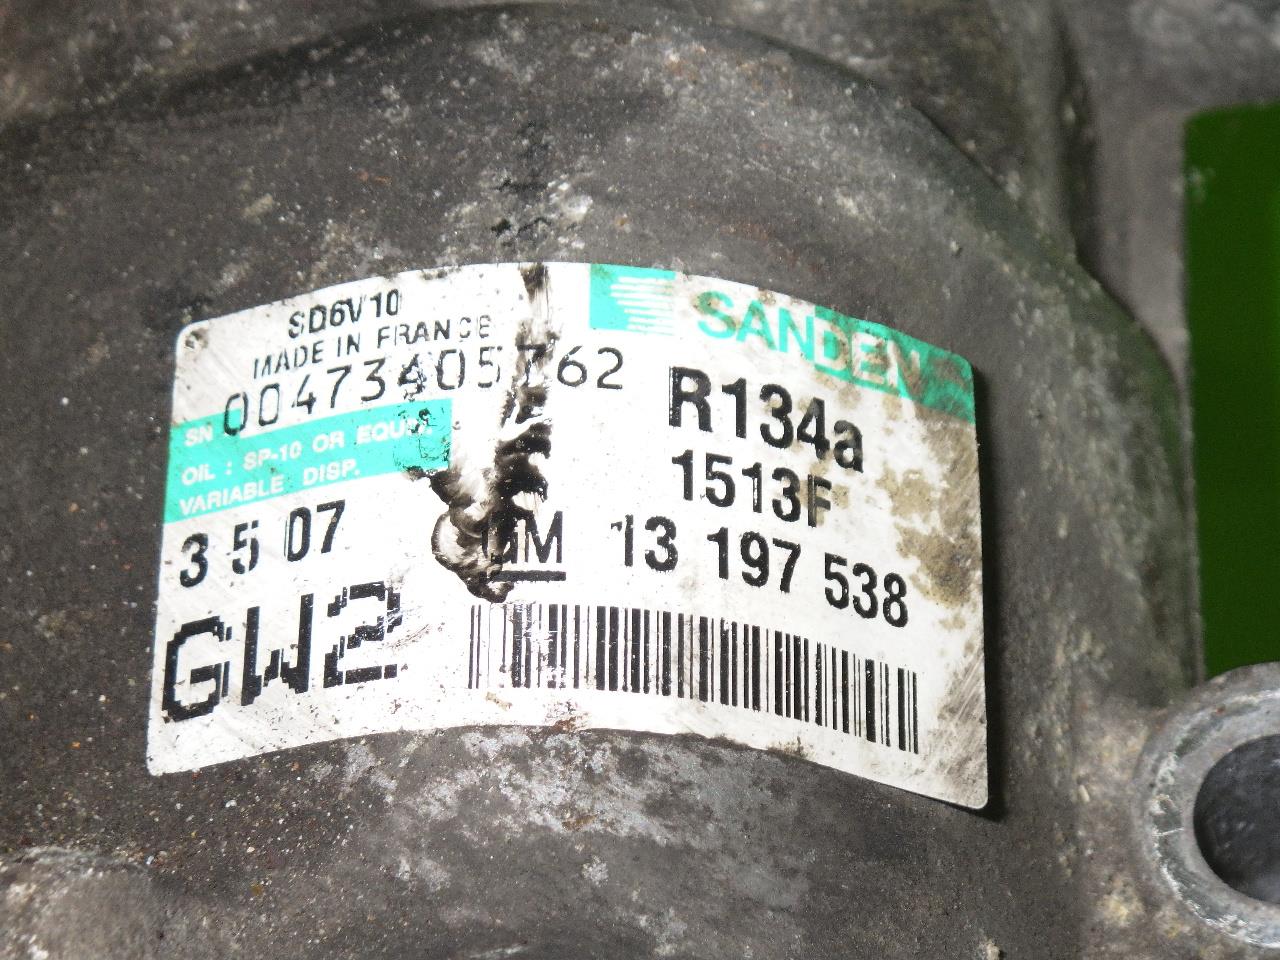 SD6V10
MADE IN FRANCE
SN
OIL : SP-10 OR EQUIV.
VARIABLE DISP.
3 5 07
GW2
SANDEN
R134a
1513F
GM 13 197 538